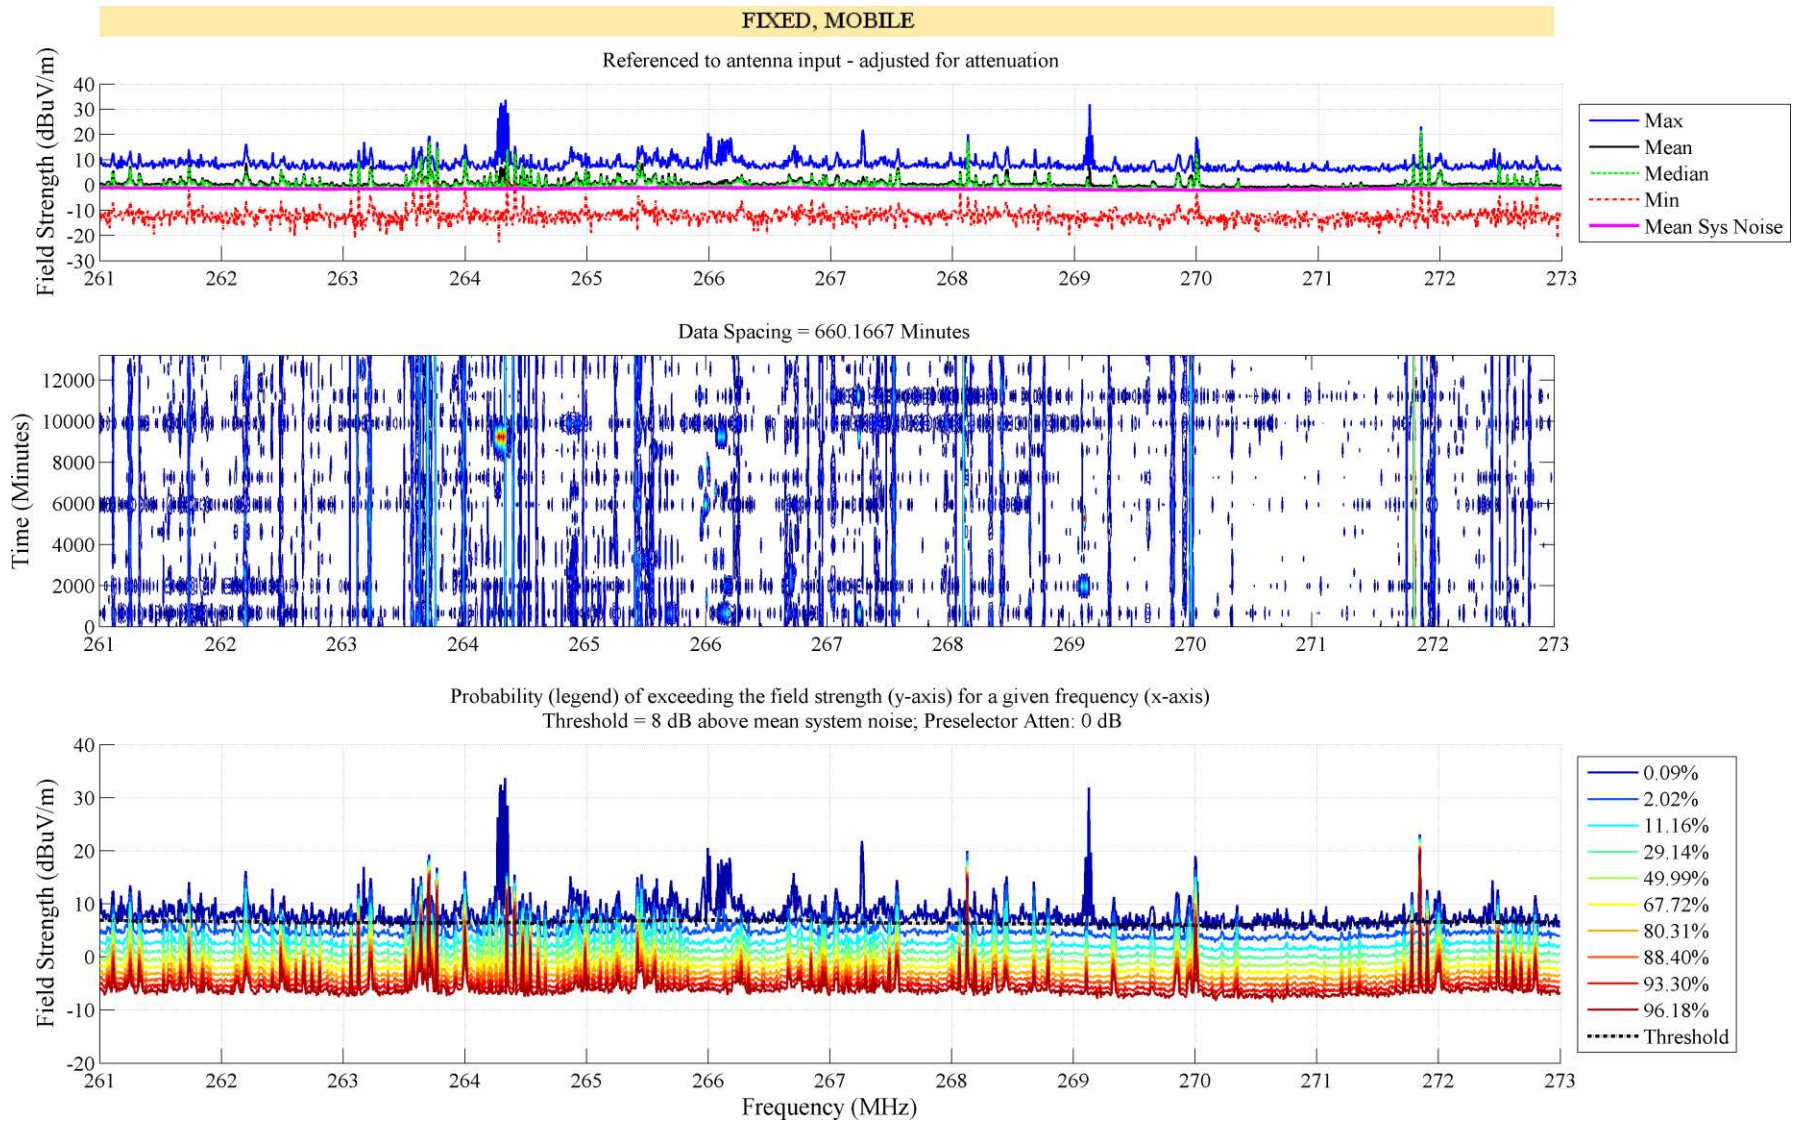 FIXED, MOBILE
Referenced to antenna input - adjusted for attenuation
Field Strength (dBuV/m)
40
30
20
10
0
-10
-20
-30
261 262 263 264 265 266 267 268 269 270 271 272 273
Max
Mean
Median
Min
Mean Sys Noise
Data Spacing = 660.1667 Minutes
Time (Minutes)
12000
10000
8000
6000
4000
2000
0
261 262 263 264 265 266 267 268 269 270 271 272 273
Probability (legend) of exceeding the field strength (y-axis) for a given frequency (x-axis)
Threshold = 8 dB above mean system noise; Preselector Atten: 0 dB
Field Strength (dBuV/m)
40
30
20
10
0
-10
-20
261 262 263 264 265 266 267 268 269 270 271 272 273
Frequency (MHz)
0.09%
2.02%
11.16%
29.14%
49.99%
67.72%
80.31%
88.40%
93.30%
96.18%
Threshold